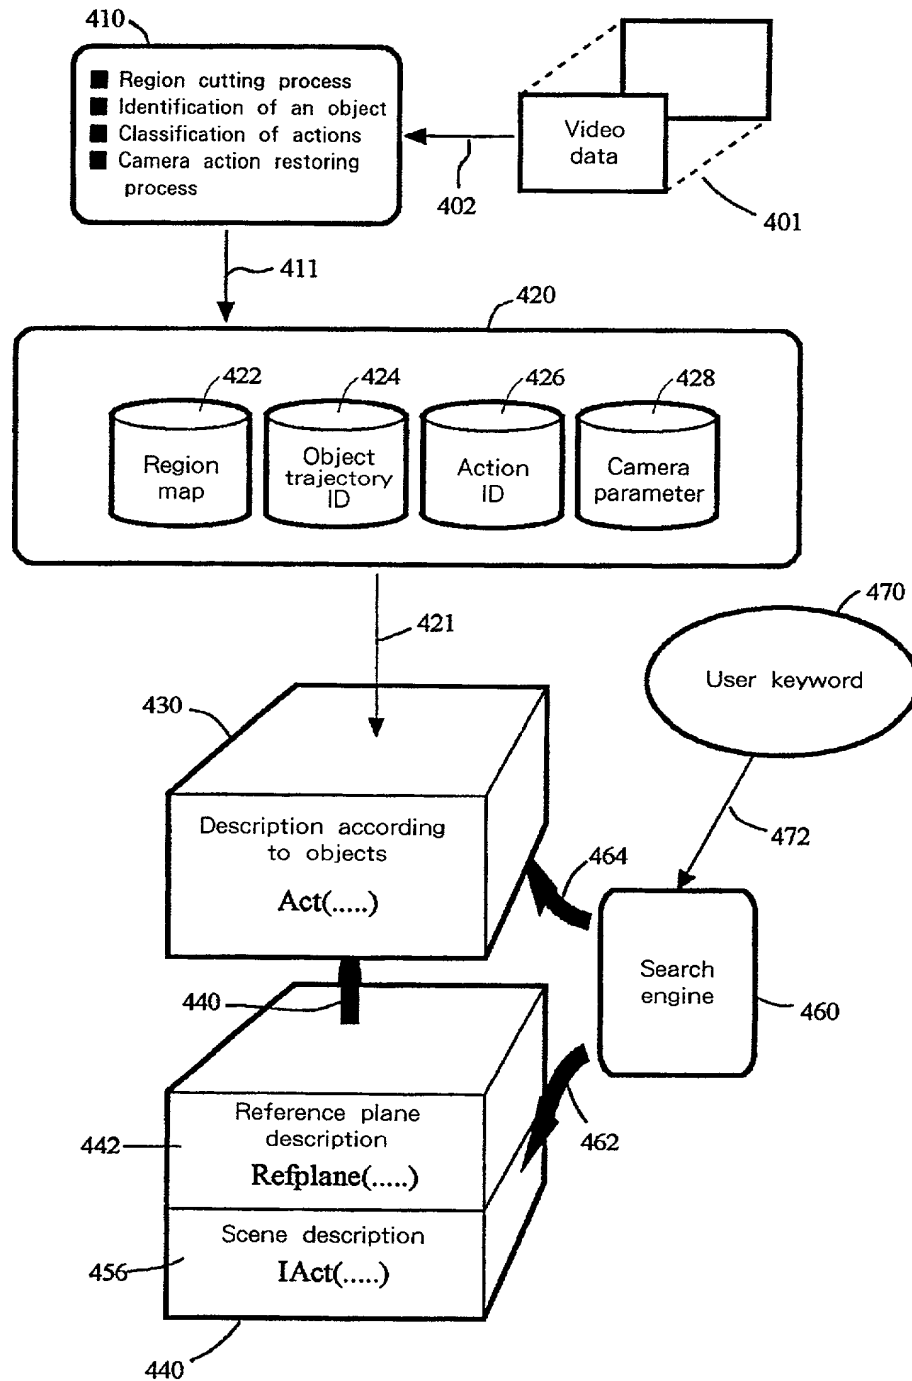 410
■ Region cutting process
■ Identification of an object
■ Classification of actions
■ Camera action restoring
process
Video
data
402
401
411
420
422
424
426
428
Region
map
Object
trajectory
ID
Action
ID
Camera
parameter
421
470
User keyword
430
472
Description according
to objects
Act(.....)
464
Search
engine
460
440
462
Reference plane
description
Refplane(.....)
442
Scene description
IAct(.....)
456
440